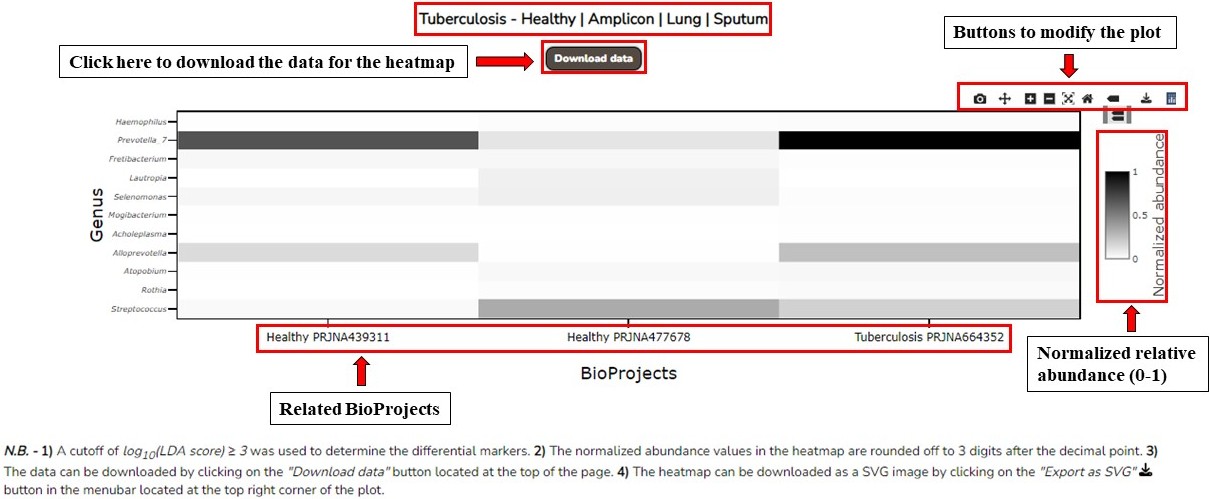 Tuberculosis - Healthy | Amplicon | Lung | Sputum
Buttons to modify the plot
Click here to download the data for the heatmap
Download data
Haemophilus
Prevotella_7
Fretibacterium
Lautropia
Selenomonas
Mogibacterium
Acholeplasma
Alloprevotella
Atopobium
Rothia
Streptococcus
Genus
1
0.5
0
Normalized abundance
Healthy PRJNA439311
Healthy PRJNA477678
Tuberculosis PRJNA664352
BioProjects
Related BioProjects
Normalized relative
abundance (0-1)
N.B. - 1) A cutoff of log10(LDA score) ≥ 3 was used to determine the differential markers. 2) The normalized abundance values in the heatmap are rounded off to 3 digits after the decimal point. 3)
The data can be downloaded by clicking on the "Download data" button located at the top of the page. 4) The heatmap can be downloaded as a SVG image by clicking on the "Export as SVG"
button in the menubar located at the top right corner of the plot.